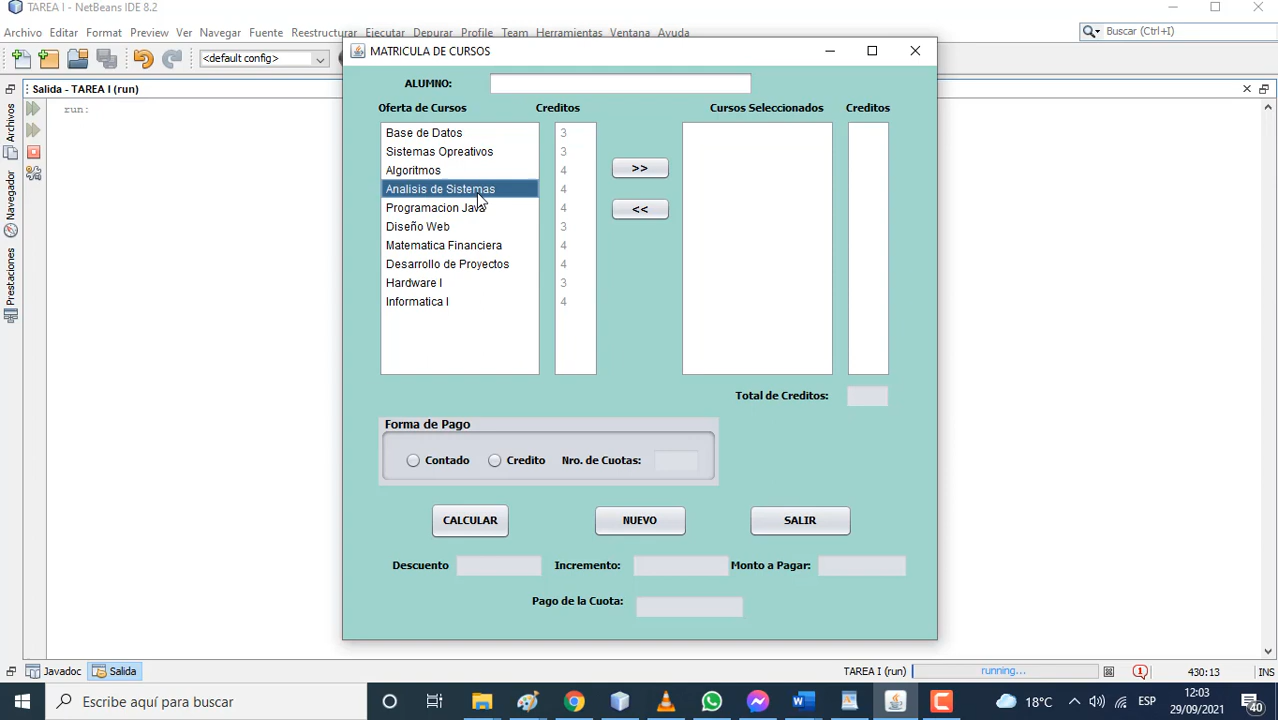 TAREA I - NetBeans IDE 8.2
Archivo Editar Format Preview Ver Navegar Fuente Reestructurar Ejecutar Depurar Profile Team Herramientas Ventana Ayuda
Buscar (Ctrl+I)
<default config>
Salida - TAREA I (run)
run:
Archivos
Navegador
Prestaciones
MATRICULA DE CURSOS
ALUMNO:
Oferta de Cursos Creditos Cursos Seleccionados Creditos
Base de Datos 3
Sistemas Opreativos 3
Algoritmos 4
>>
Analisis de Sistemas 4
Programacion Java 4
<<
Diseño Web 3
Matematica Financiera 4
Desarrollo de Proyectos 4
Hardware I 3
Informatica I 4
Total de Creditos:
Forma de Pago
Contado Credito Nro. de Cuotas:
CALCULAR NUEVO SALIR
Descuento Incremento: Monto a Pagar:
Pago de la Cuota:
Javadoc Salida
TAREA I (run) running... 1 430:13 INS
Escribe aquí para buscar
18°C ESP 12:03
29/09/2021
40